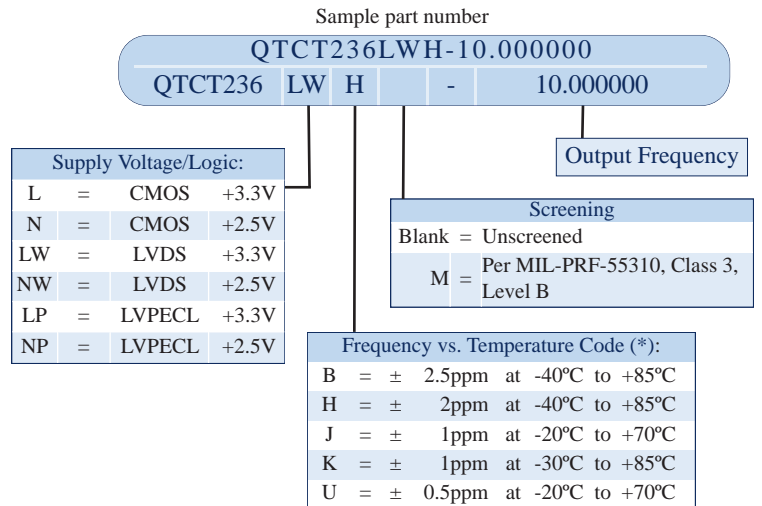 Sample part number
QTCT236LWH-10.000000
QTCT236 LW H - 10.000000
Output Frequency
Supply Voltage/Logic:
L = CMOS +3.3V
N = CMOS +2.5V
LW = LVDS +3.3V
NW = LVDS +2.5V
LP = LVPECL +3.3V
NP = LVPECL +2.5V
Screening
Blank = Unscreened
M = Per MIL-PRF-55310, Class 3,
Level B
Frequency vs. Temperature Code (*):
B = ± 2.5ppm at -40ºC to +85ºC
H = ± 2ppm at -40ºC to +85ºC
J = ± 1ppm at -20ºC to +70ºC
K = ± 1ppm at -30ºC to +85ºC
U = ± 0.5ppm at -20ºC to +70ºC